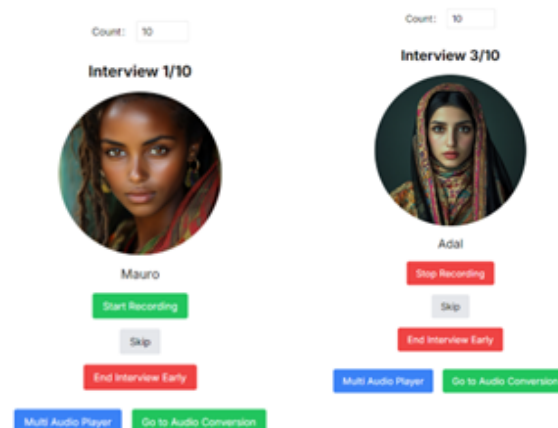 Count: 10
Interview 1/10
Mauro
Start Recording
Skip
End Interview Early
Multi Audio Player
Go to Audio Conversion
Count: 10
Interview 3/10
Adal
Stop Recording
Skip
End Interview Early
Multi Audio Player
Go to Audio Conversion